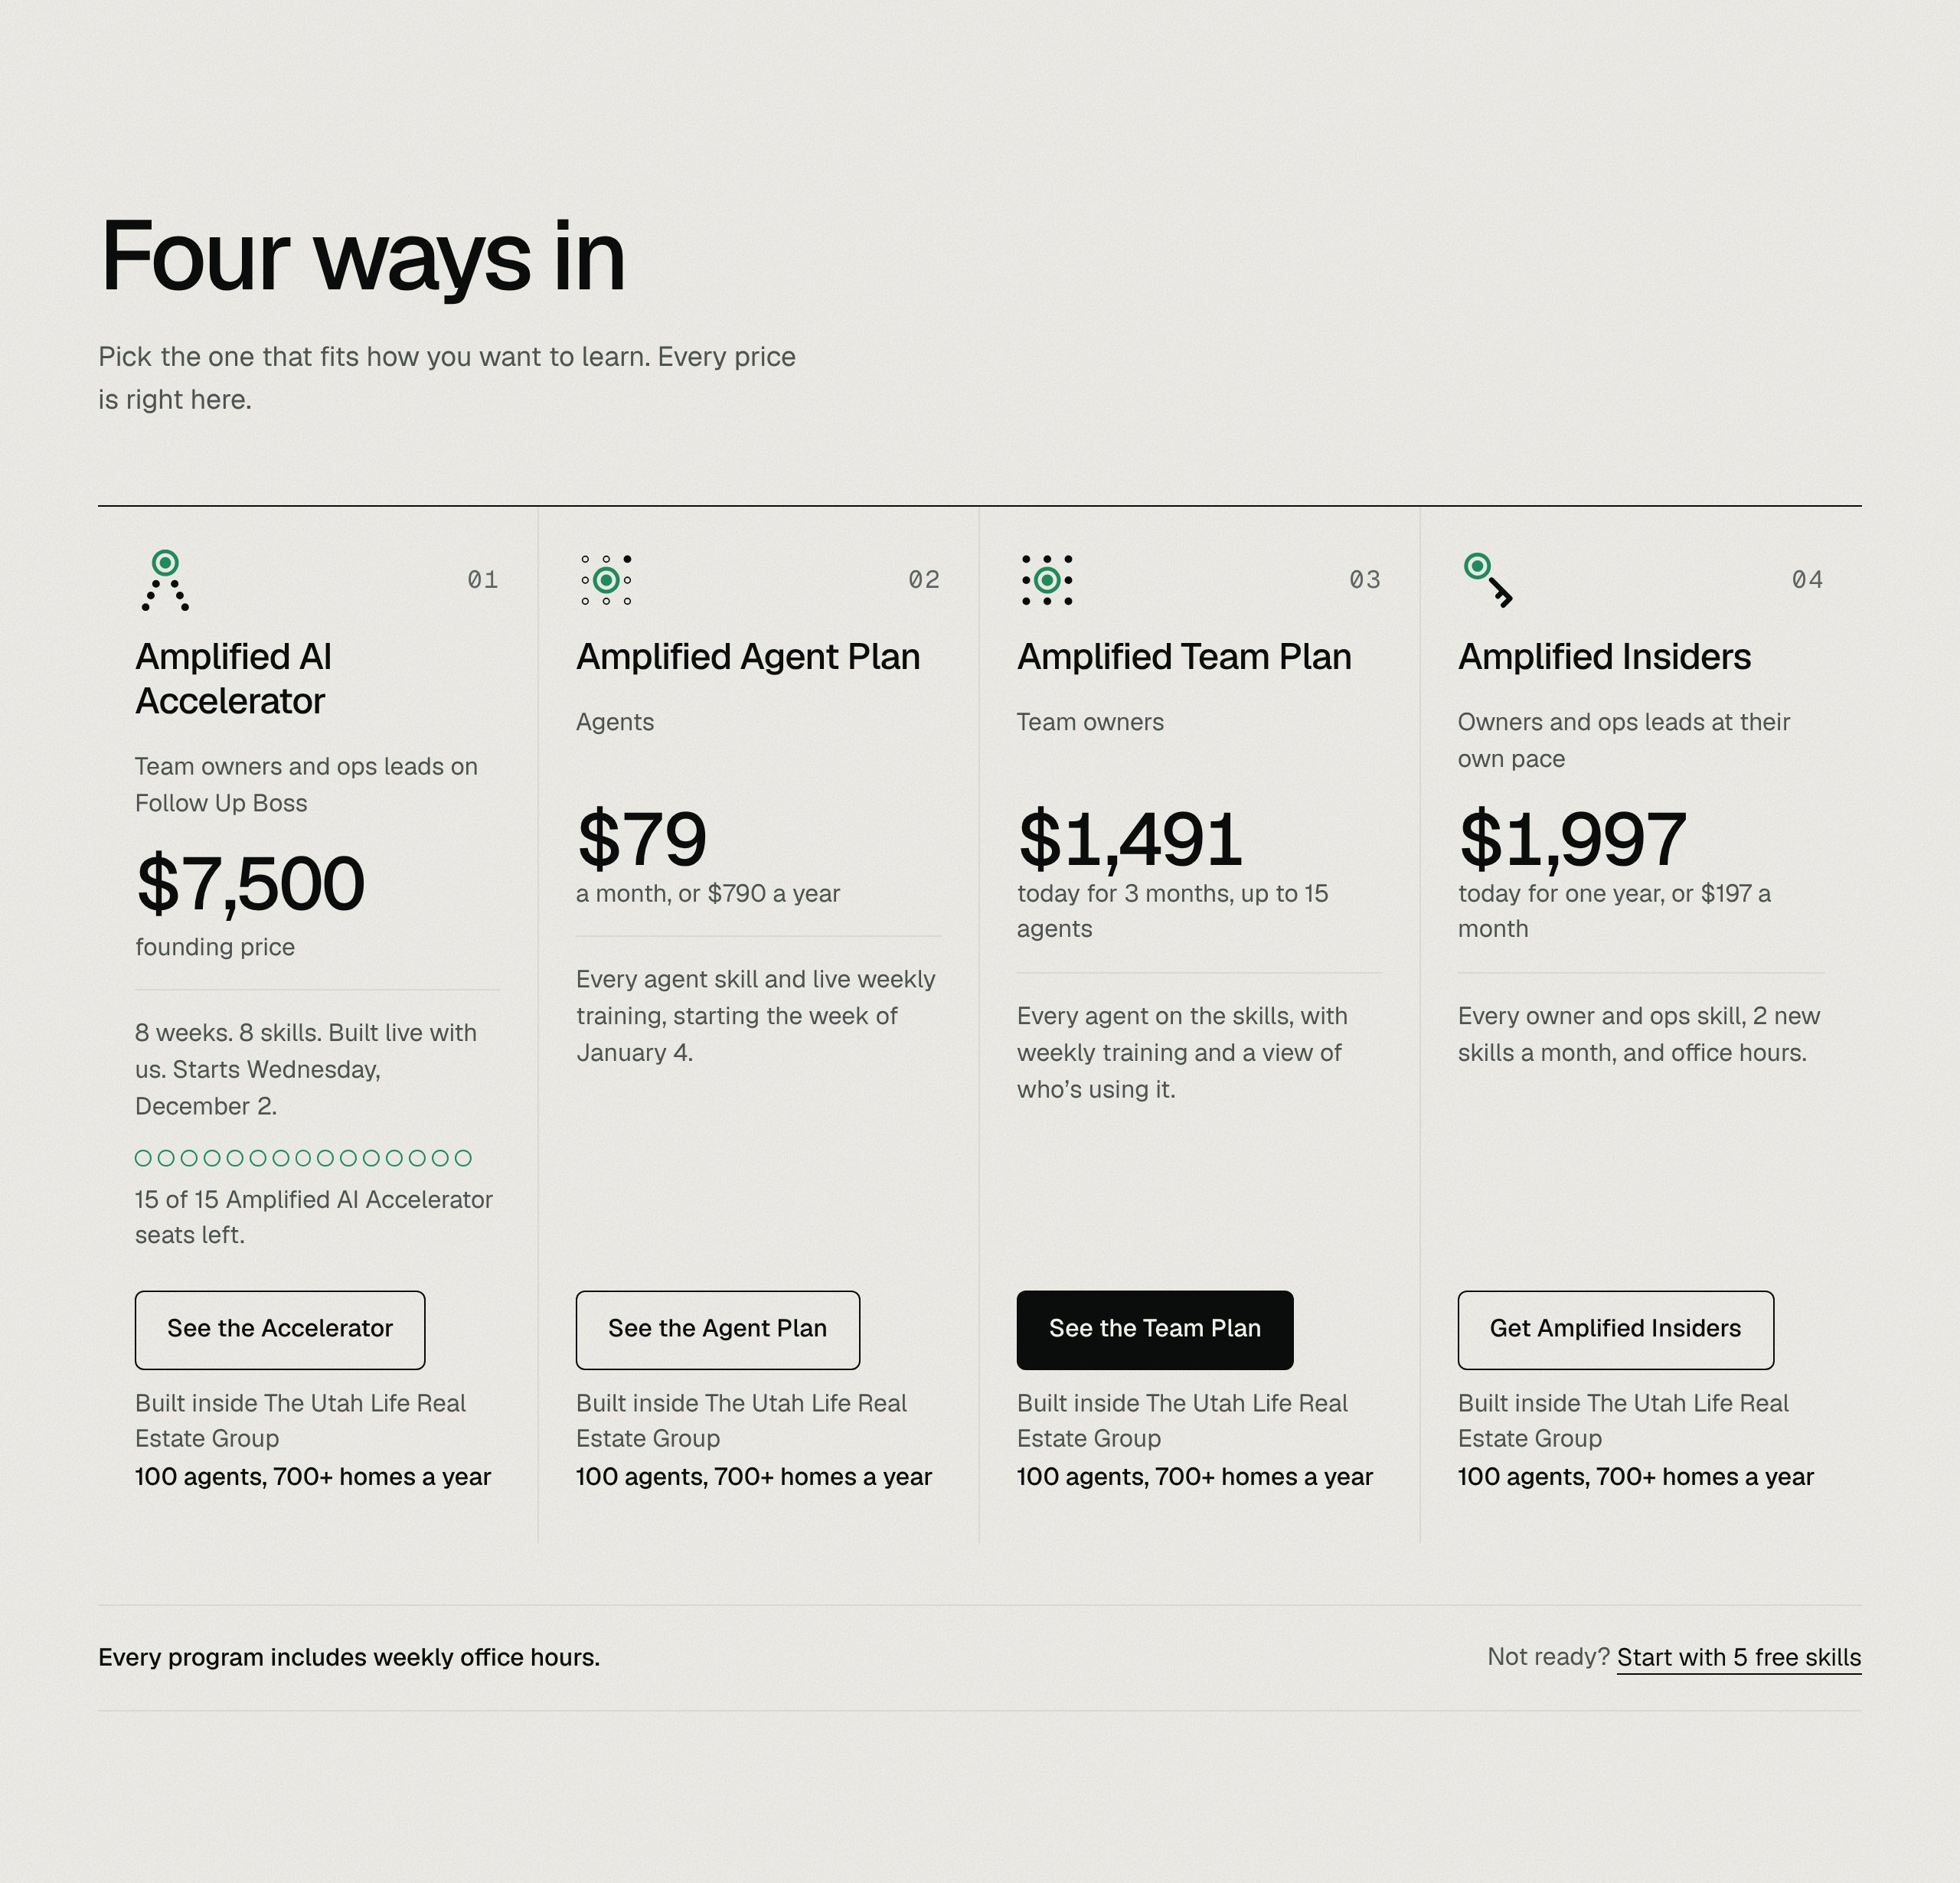 Four ways in
Pick the one that fits how you want to learn. Every price
is right here.
01
Amplified AI
Accelerator
Team owners and ops leads on
Follow Up Boss
$7,500
founding price
8 weeks. 8 skills. Built live with
us. Starts Wednesday,
December 2.
15 of 15 Amplified AI Accelerator
seats left.
See the Accelerator
Built inside The Utah Life Real
Estate Group
100 agents, 700+ homes a year
02
Amplified Agent Plan
Agents
$79
a month, or $790 a year
Every agent skill and live weekly
training, starting the week of
January 4.
See the Agent Plan
Built inside The Utah Life Real
Estate Group
100 agents, 700+ homes a year
03
Amplified Team Plan
Team owners
$1,491
today for 3 months, up to 15
agents
Every agent on the skills, with
weekly training and a view of
who’s using it.
See the Team Plan
Built inside The Utah Life Real
Estate Group
100 agents, 700+ homes a year
04
Amplified Insiders
Owners and ops leads at their
own pace
$1,997
today for one year, or $197 a
month
Every owner and ops skill, 2 new
skills a month, and office hours.
Get Amplified Insiders
Built inside The Utah Life Real
Estate Group
100 agents, 700+ homes a year
Every program includes weekly office hours.
Not ready? Start with 5 free skills